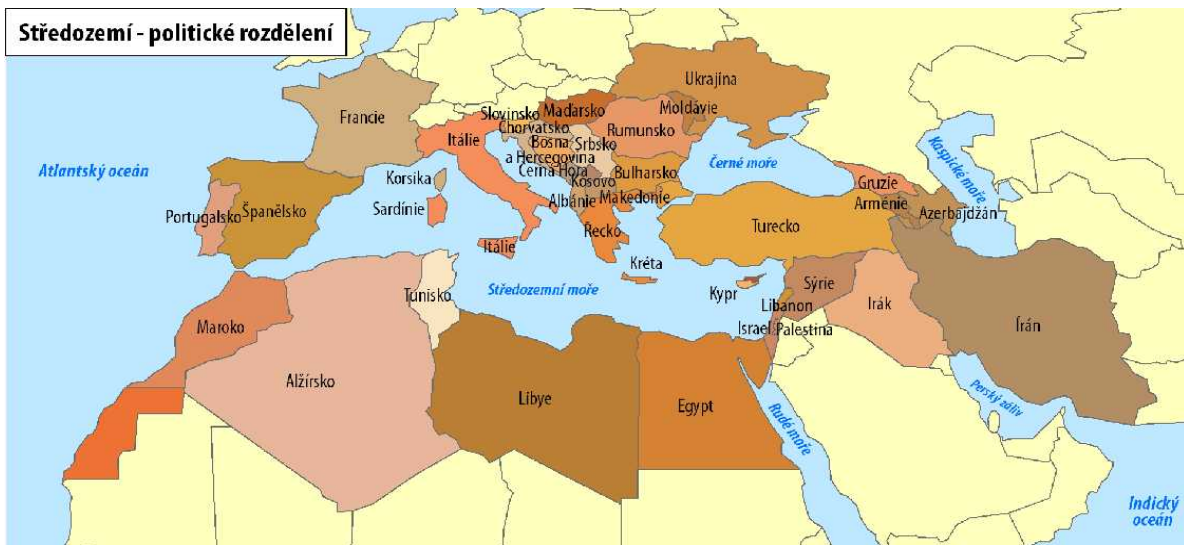 Středozemí - politické rozdělení
Ukrajína
Francie
Slovinsko
Maďarsko
Moldávie
Itálie
Chorvatsko
Rumunsko
Bosna
a Hercegovina
Srbsko
Atlantský oceán
Korsika
Černá Hora
Kosovo
Bulharsko
Černé moře
Kaspické moře
Gruzie
Portugalsko
Španělsko
Sardínie
Albánie
Makedonie
Arménie
Azerbajdžán
Řecko
Turecko
Itálie
Kréta
Tunisko
Středozemní moře
Kypr
Sýrie
Libanon
Irák
Írán
Maroko
Israel
Palestina
Alžírsko
Libye
Egypt
Rudé moře
Perský záliv
Indický
oceán